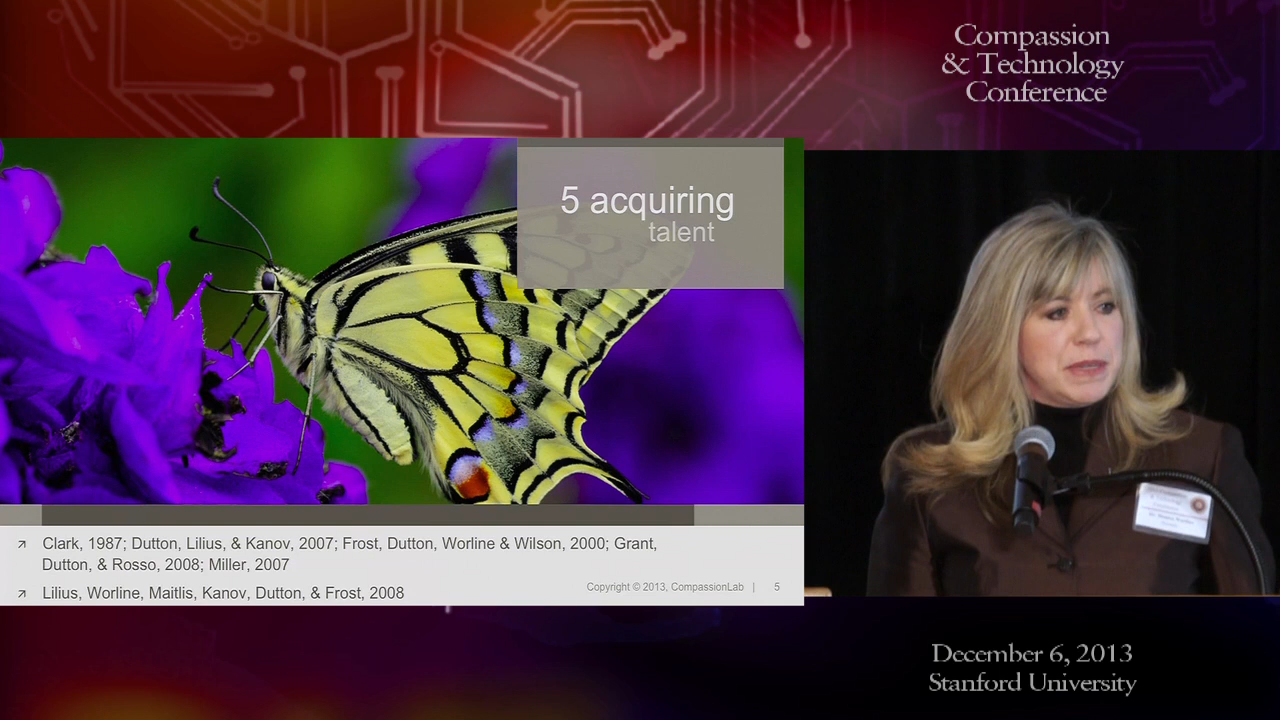 Compassion
& Technology
Conference
5 acquiring
talent
Clark, 1987; Dutton, Lilius, & Kanov, 2007; Frost, Dutton, Worline & Wilson, 2000; Grant,
Dutton, & Rosso, 2008; Miller, 2007
Lilius, Worline, Maitlis, Kanov, Dutton, & Frost, 2008
Copyright © 2013, CompassionLab | 5
December 6, 2013
Stanford University